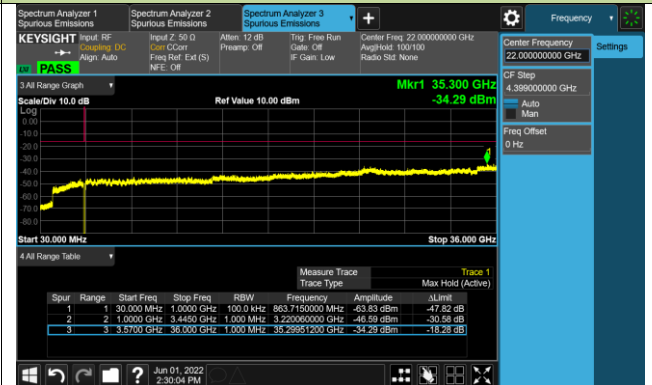 Spectrum Analyzer 1
Spurious Emissions
Spectrum Analyzer 2
Spurious Emissions
Spectrum Analyzer 3
Spurious Emissions
Frequency
KEYSIGHT
Input: RF
Coupling: DC
Align: Auto
Input Z: 50 Ω
Corr CCorr
Freq Ref: Ext (S)
NFE: Off
Atten: 12 dB
Preamp: Off
Trig: Free Run
Gate: Off
IF Gain: Low
Center Freq: 22.000000000 GHz
Avg|Hold: 100/100
Radio Std: None
PASS
Center Frequency
22.000000000 GHz
Settings
CF Step
4.399000000 GHz
Auto
Man
Freq Offset
0 Hz
3 All Range Graph
Mkr1 35.300 GHz
Scale/Div 10.0 dB
Ref Value 10.00 dBm
-34.29 dBm
Log
0.00
-10.0
-20.0
-30.0
-40.0
-50.0
-60.0
-70.0
-80.0
Start 30.000 MHz
Stop 36.000 GHz
4 All Range Table
Measure Trace Trace 1
Trace Type Max Hold (Active)
Spur Range Start Freq Stop Freq RBW Frequency Amplitude ΔLimit
1 1 30.000 MHz 1.0000 GHz 100.0 kHz 863.7150000 MHz -63.83 dBm -47.82 dB
2 2 1.0000 GHz 3.4450 GHz 1.000 MHz 3.220060000 GHz -46.59 dBm -30.58 dB
3 3 3.5700 GHz 36.000 GHz 1.000 MHz 35.29951200 GHz -34.29 dBm -18.28 dB
Jun 01, 2022
2:30:04 PM